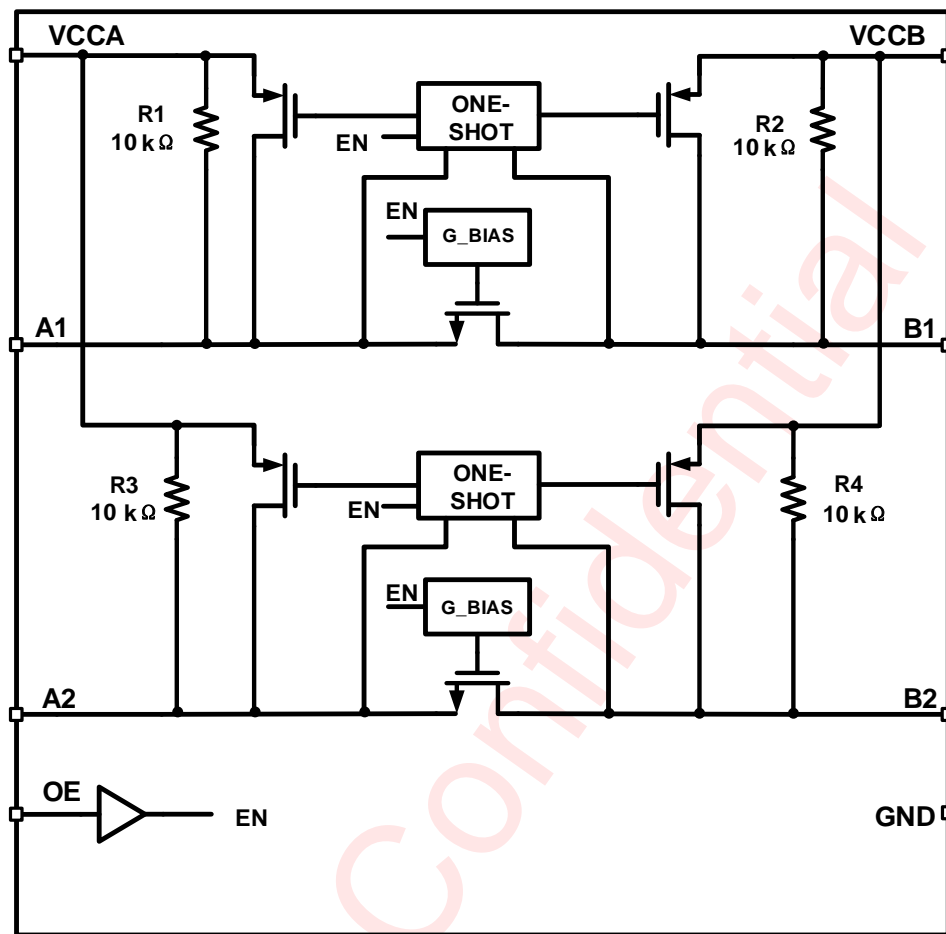 VCCA
VCCB
R1
10 kΩ
ONE-
SHOT
EN
R2
10 kΩ
EN
G_BIAS
A1
B1
R3
10 kΩ
ONE-
SHOT
EN
R4
10 kΩ
EN
G_BIAS
A2
B2
OE
EN
GND
Confidential